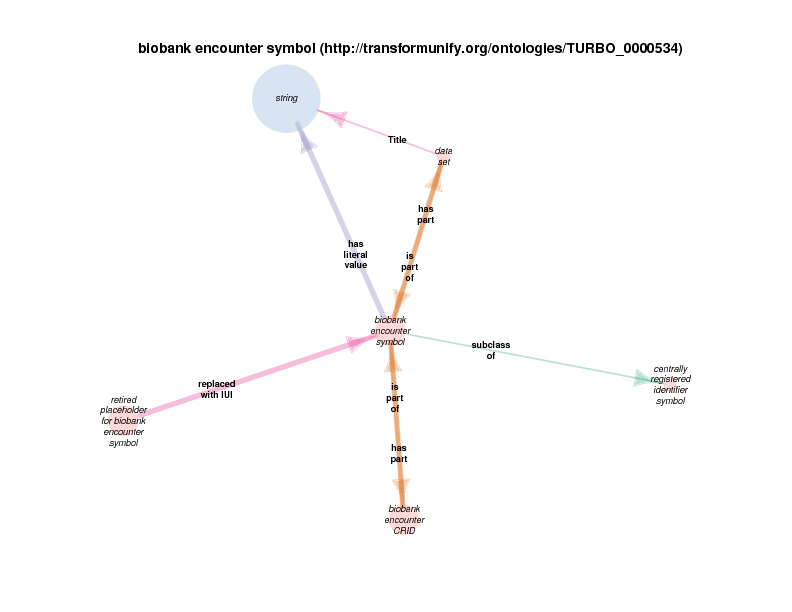 biobank encounter symbol (http://transformunify.org/ontologies/TURBO_0000534)
string
Title
data
set
has
part
has
literal
value
is
part
of
biobank
encounter
symbol
subclass
of
centrally
registered
identifier
symbol
replaced
with IUI
retired
placeholder
for biobank
encounter
symbol
is
part
of
has
part
biobank
encounter
CRID